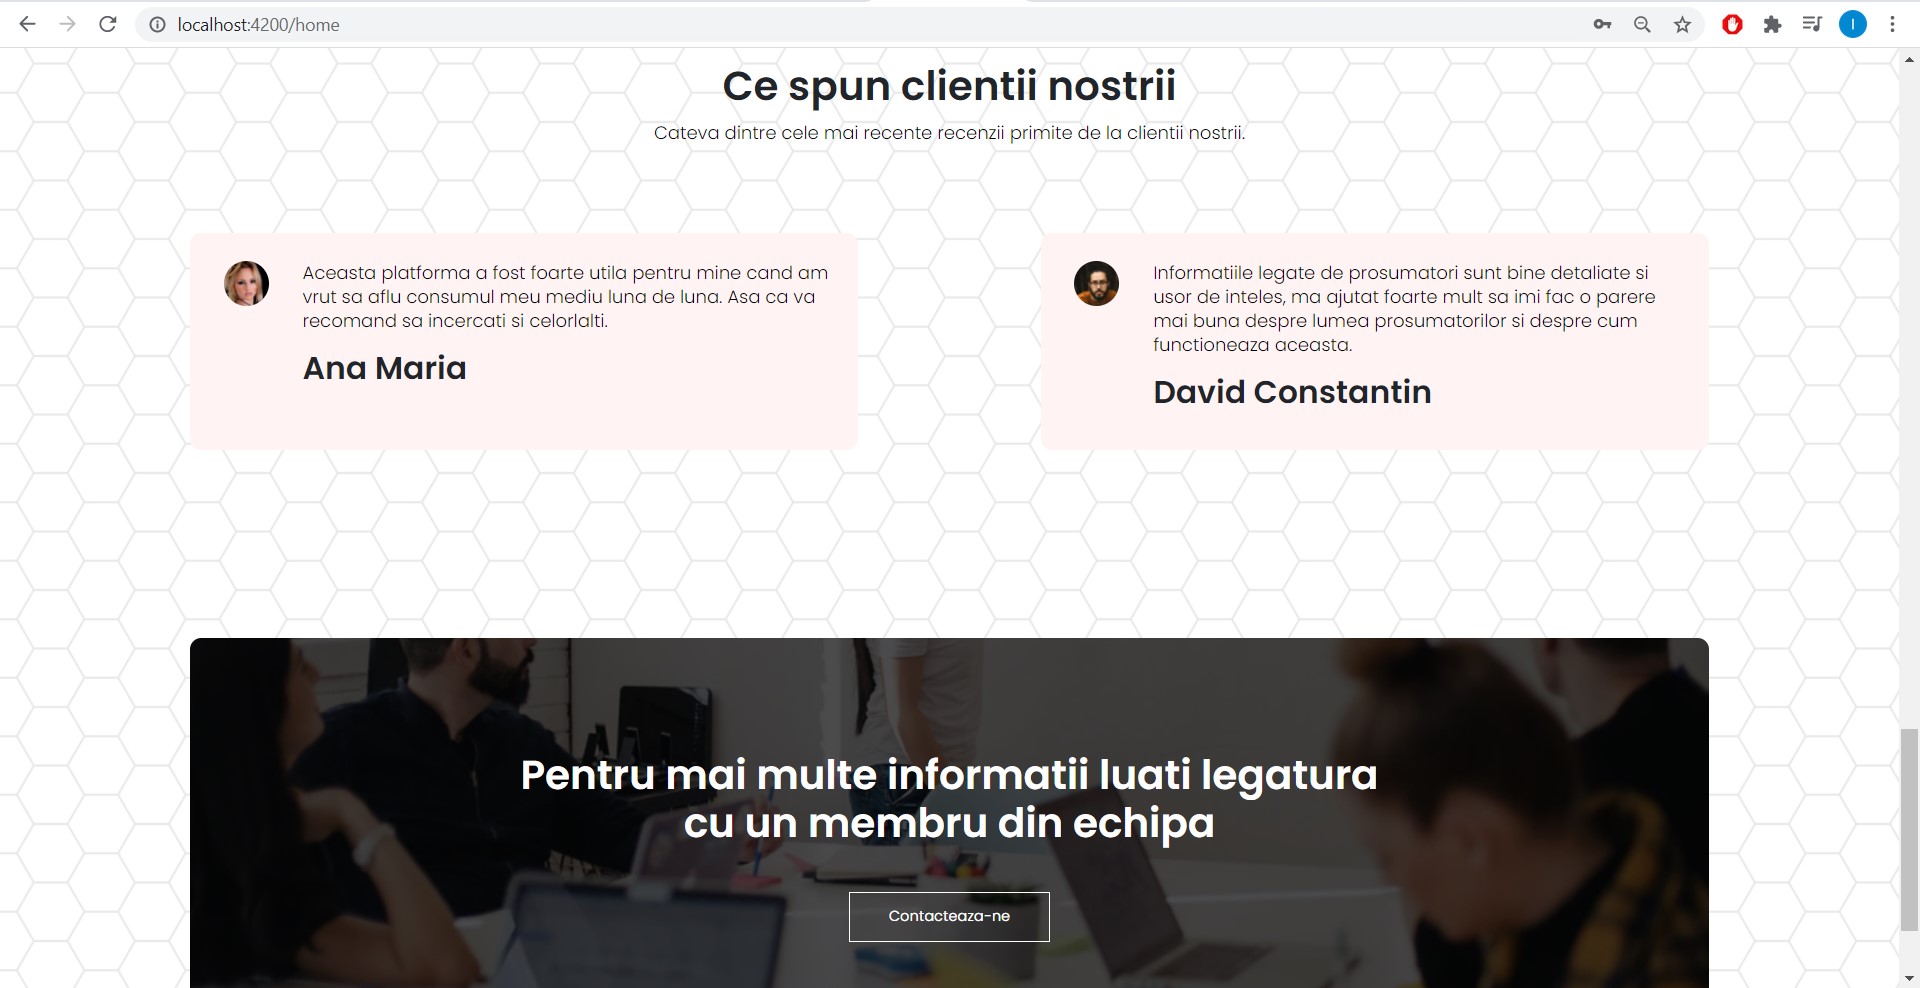 localhost:4200/home
I
Ce spun clientii nostrii
Cateva dintre cele mai recente recenzii primite de la clientii nostrii.
Aceasta platforma a fost foarte utila pentru mine cand am
vrut sa aflu consumul meu mediu luna de luna. Asa ca va
recomand sa incercati si celorlalti.
Ana Maria
Informatiile legate de prosumatori sunt bine detaliate si
usor de inteles, ma ajutat foarte mult sa imi fac o parere
mai buna despre lumea prosumatorilor si despre cum
functioneaza aceasta.
David Constantin
Pentru mai multe informatii luati legatura
cu un membru din echipa
Contacteaza-ne